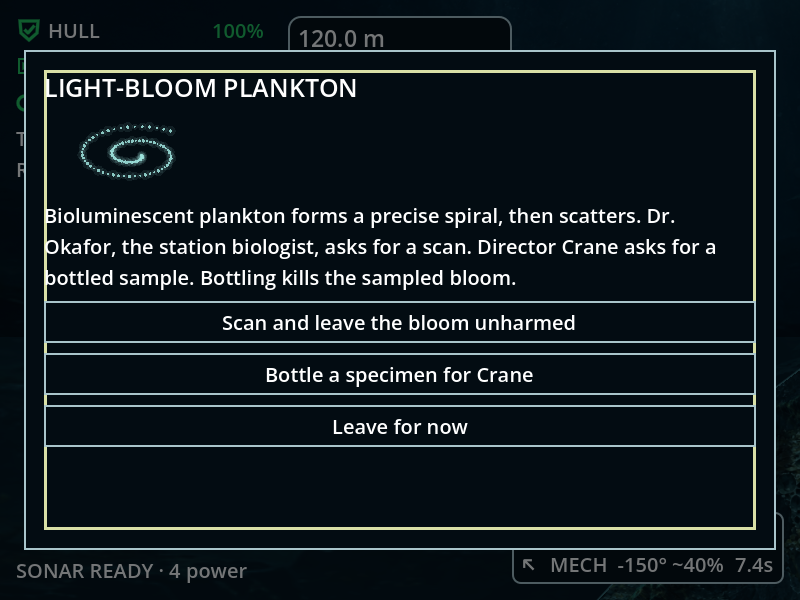 HULL 100%
120.0 m
LIGHT-BLOOM PLANKTON
Bioluminescent plankton forms a precise spiral, then scatters. Dr.
Okafor, the station biologist, asks for a scan. Director Crane asks for a
bottled sample. Bottling kills the sampled bloom.
Scan and leave the bloom unharmed
Bottle a specimen for Crane
Leave for now
SONAR READY · 4 power
MECH -150° ~40% 7.4s